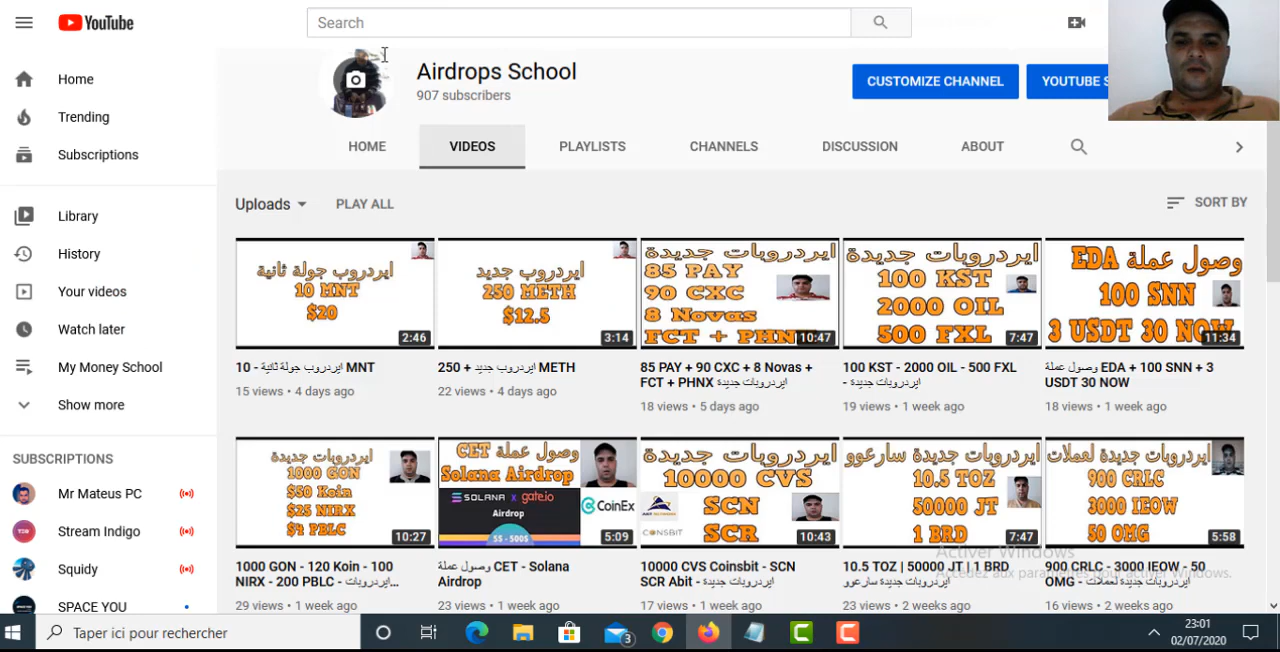 YouTube
Search
Home
Trending
Subscriptions
Library
History
Your videos
Watch later
My Money School
Show more
SUBSCRIPTIONS
Mr Mateus PC
Stream Indigo
Squidy
SPACE YOU
Airdrops School
907 subscribers
CUSTOMIZE CHANNEL
YOUTUBE S
HOME
VIDEOS
PLAYLISTS
CHANNELS
DISCUSSION
ABOUT
Uploads
PLAY ALL
SORT BY
ايردروب جولة ثانية
10 MNT
$20
2:46
10 - ايردروب جولة ثانية MNT
15 views • 4 days ago
ايردروب جديد
250 METH
$12.5
3:14
250 + ايردروب جديد METH
22 views • 4 days ago
ايردروبات جديدة
85 PAY
90 CXC
8 Novas
FCT + PHNX
10:47
85 PAY + 90 CXC + 8 Novas +
FCT + PHNX ايردروبات جديدة
18 views • 5 days ago
ايردروبات جديدة
100 KST
2000 OIL
500 FXL
7:47
100 KST - 2000 OIL - 500 FXL
- ايردروبات جديدة
19 views • 1 week ago
وصول عملة EDA
100 SNN
3 USDT 30 NOW
11:34
وصول عملة EDA + 100 SNN + 3
USDT 30 NOW
18 views • 1 week ago
ايردروبات جديدة
1000 GON
$50 Koin
$25 NIRX
$4 PBLC
10:27
1000 GON - 120 Koin - 100
NIRX - 200 PBLC - ايردروبات...
29 views • 1 week ago
وصول عملة CET
Solana Airdrop
SOLANA x gate.io
Airdrop
5$ - 500$
CoinEx
5:09
وصول عملة CET - Solana
Airdrop
23 views • 1 week ago
ايردروبات جديدة
10000 CVS
SCN
SCR
COINSBIT
10:43
10000 CVS Coinsbit - SCN
SCR Abit - ايردروبات جديدة
17 views • 1 week ago
ايردروبات جديدة سارعوو
10.5 TOZ
50000 JT
1 BRD
7:47
10.5 TOZ | 50000 JT | 1 BRD
ايردروبات جديدة سارعوو
23 views • 2 weeks ago
ايردروبات جديدة لعملات
900 CRLC
3000 IEOW
50 OMG
5:58
900 CRLC - 3000 IEOW - 50
OMG - ايردروبات جديدة لعملات
16 views • 2 weeks ago
Activer Windows
Accédez aux paramètres pour activer Windows.
Taper ici pour rechercher
3
23:01
02/07/2020